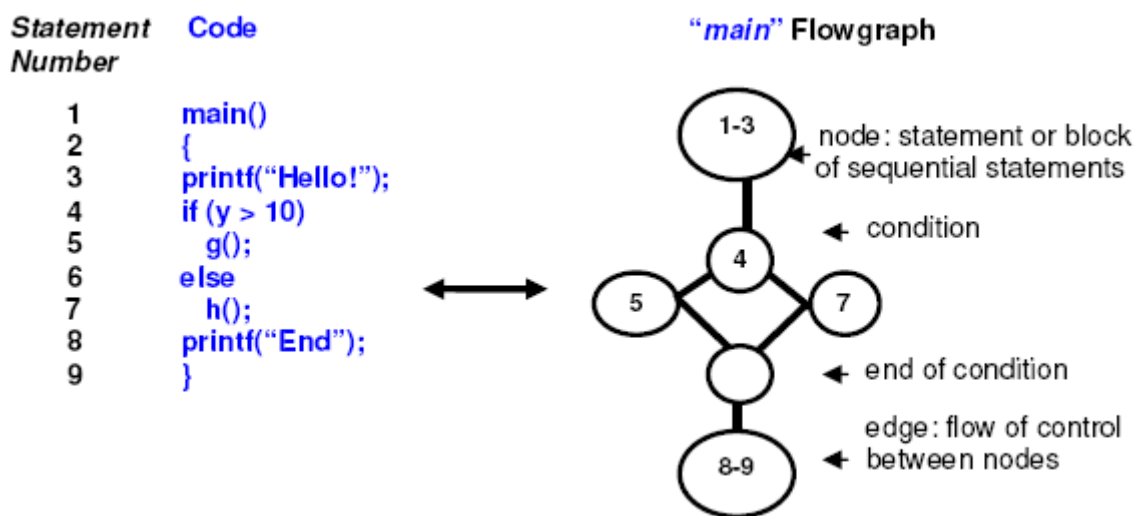 Statement Code
Number
1 main()
2 {
3 printf(“Hello!”);
4 if (y > 10)
5 g();
6 else
7 h();
8 printf(“End”);
9 }
“main” Flowgraph
1-3
node: statement or block
of sequential statements
condition
4
5
7
end of condition
edge: flow of control
between nodes
8-9